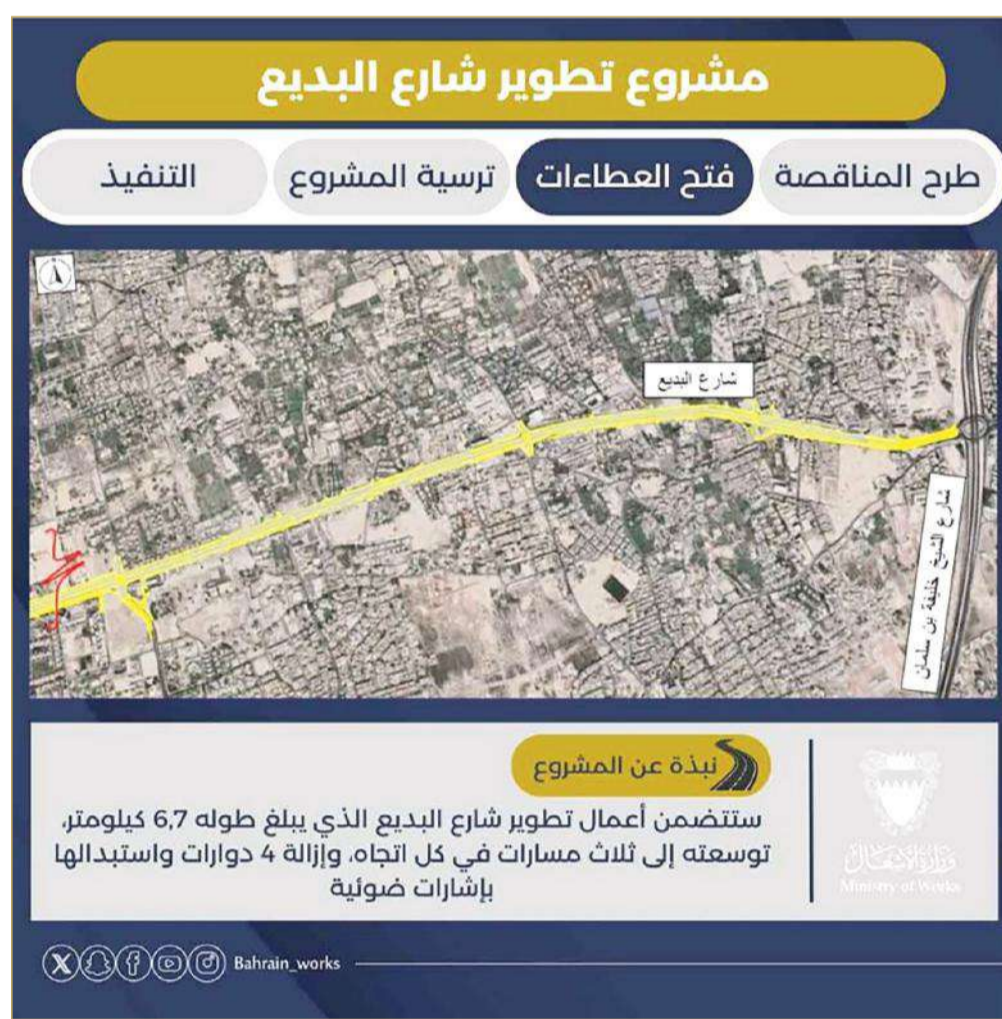 مشروع تطوير شارع البديع
طرح المناقصة
فتح العطاءات
ترسية المشروع
التنفيذ
شارع البديع
شارع الشيخ خليفة بن سلمان
نبذة عن المشروع
ستتضمن أعمال تطوير شارع البديع الذي يبلغ طوله 6,7 كيلومتر،
توسعته إلى ثلاث مسارات في كل اتجاه، وإزالة 4 دوارات واستبدالها
بإشارات ضوئية
وزارة الأشغال
Ministry of Works
Bahrain_works